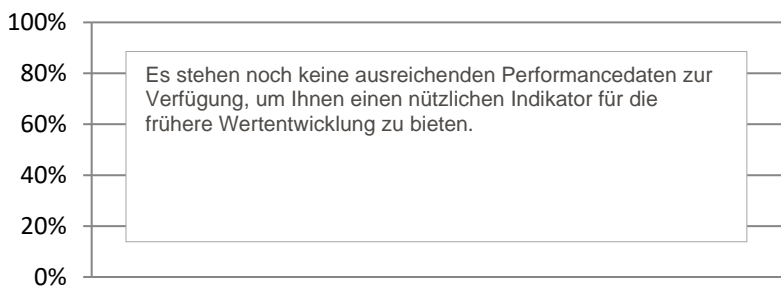 100%
80%
60%
40%
20%
0%
Es stehen noch keine ausreichenden Performancedaten zur
Verfügung, um Ihnen einen nützlichen Indikator für die
frühere Wertentwicklung zu bieten.